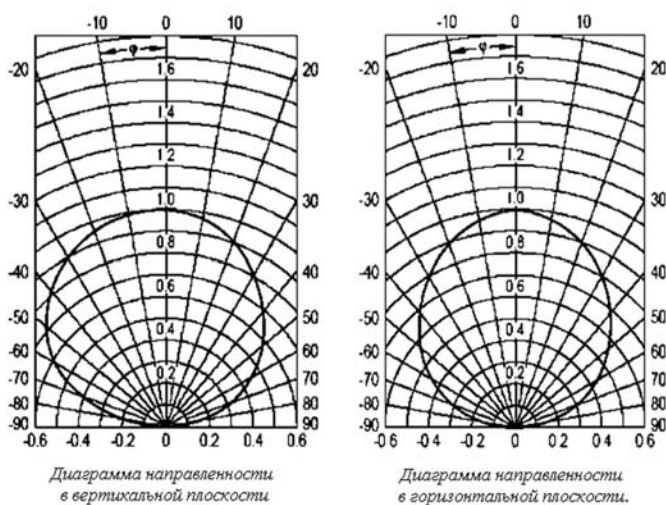 -10 0 10
φ
-20 20
1.6
1.4
1.2
-30 30
1.0
0.8
-40 40
0.6
-50 50
0.4
-60 60
-70 0.2 70
-80 80
-90 90
-0.6 -0.4 -0.2 0 0.2 0.4 0.6
Диаграмма направленности
в вертикальной плоскости
-10 0 10
φ
-20 20
1.6
1.4
1.2
-30 30
1.0
0.8
-40 40
0.6
-50 50
0.4
-60 60
-70 0.2 70
-80 80
-90 90
-0.6 -0.4 -0.2 0 0.2 0.4 0.6
Диаграмма направленности
в горизонтальной плоскости.